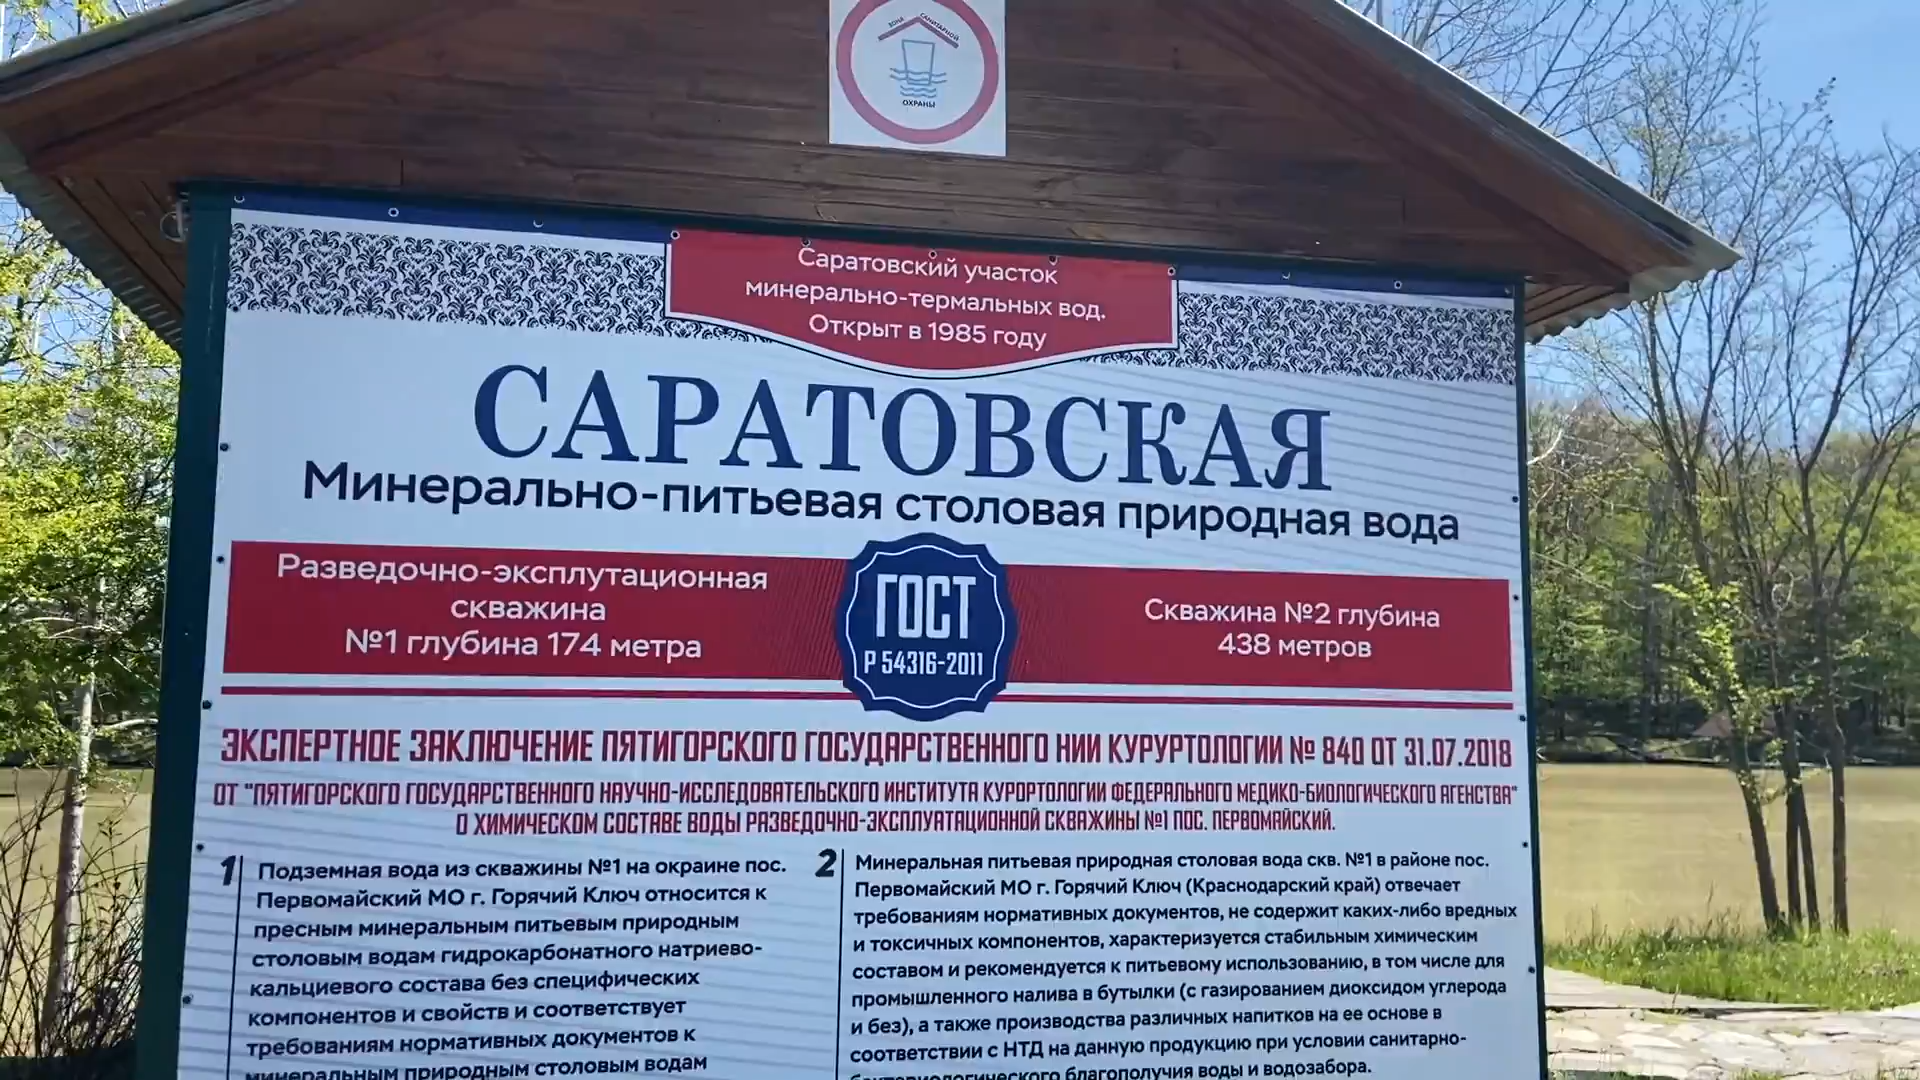 ЗОНА САНИТАРНОЙ
ОХРАНЫ
Саратовский участок
минерально-термальных вод.
Открыт в 1985 году
САРАТОВСКАЯ
Минерально-питьевая столовая природная вода
Разведочно-эксплутационная
скважина
№1 глубина 174 метра
ГОСТ
Р 54316-2011
Скважина №2 глубина
438 метров
ЭКСПЕРТНОЕ ЗАКЛЮЧЕНИЕ ПЯТИГОРСКОГО ГОСУДАРСТВЕННОГО НИИ КУРУРТОЛОГИИ № 840 ОТ 31.07.2018
ОТ "ПЯТИГОРСКОГО ГОСУДАРСТВЕННОГО НАУЧНО-ИССЛЕДОВАТЕЛЬСКОГО ИНСТИТУТА КУРОРТОЛОГИИ ФЕДЕРАЛЬНОГО МЕДИКО-БИОЛОГИЧЕСКОГО АГЕНСТВА"
О ХИМИЧЕСКОМ СОСТАВЕ ВОДЫ РАЗВЕДОЧНО-ЭКСПЛУАТАЦИОННОЙ СКВАЖИНЫ №1 ПОС. ПЕРВОМАЙСКИЙ.
1
Подземная вода из скважины №1 на окраине пос.
Первомайский МО г. Горячий Ключ относится к
пресным минеральным питьевым природным
столовым водам гидрокарбонатного натриево-
кальциевого состава без специфических
компонентов и свойств и соответствует
требованиям нормативных документов к
минеральным природным столовым водам
2
Минеральная питьевая природная столовая вода скв. №1 в районе пос.
Первомайский МО г. Горячий Ключ (Краснодарский край) отвечает
требованиям нормативных документов, не содержит каких-либо вредных
и токсичных компонентов, характеризуется стабильным химическим
составом и рекомендуется к питьевому использованию, в том числе для
промышленного налива в бутылки (с газированием диоксидом углерода
и без), а также производства различных напитков на ее основе в
соответствии с НТД на данную продукцию при условии санитарно-
бактериологического благополучия воды и водозабора.